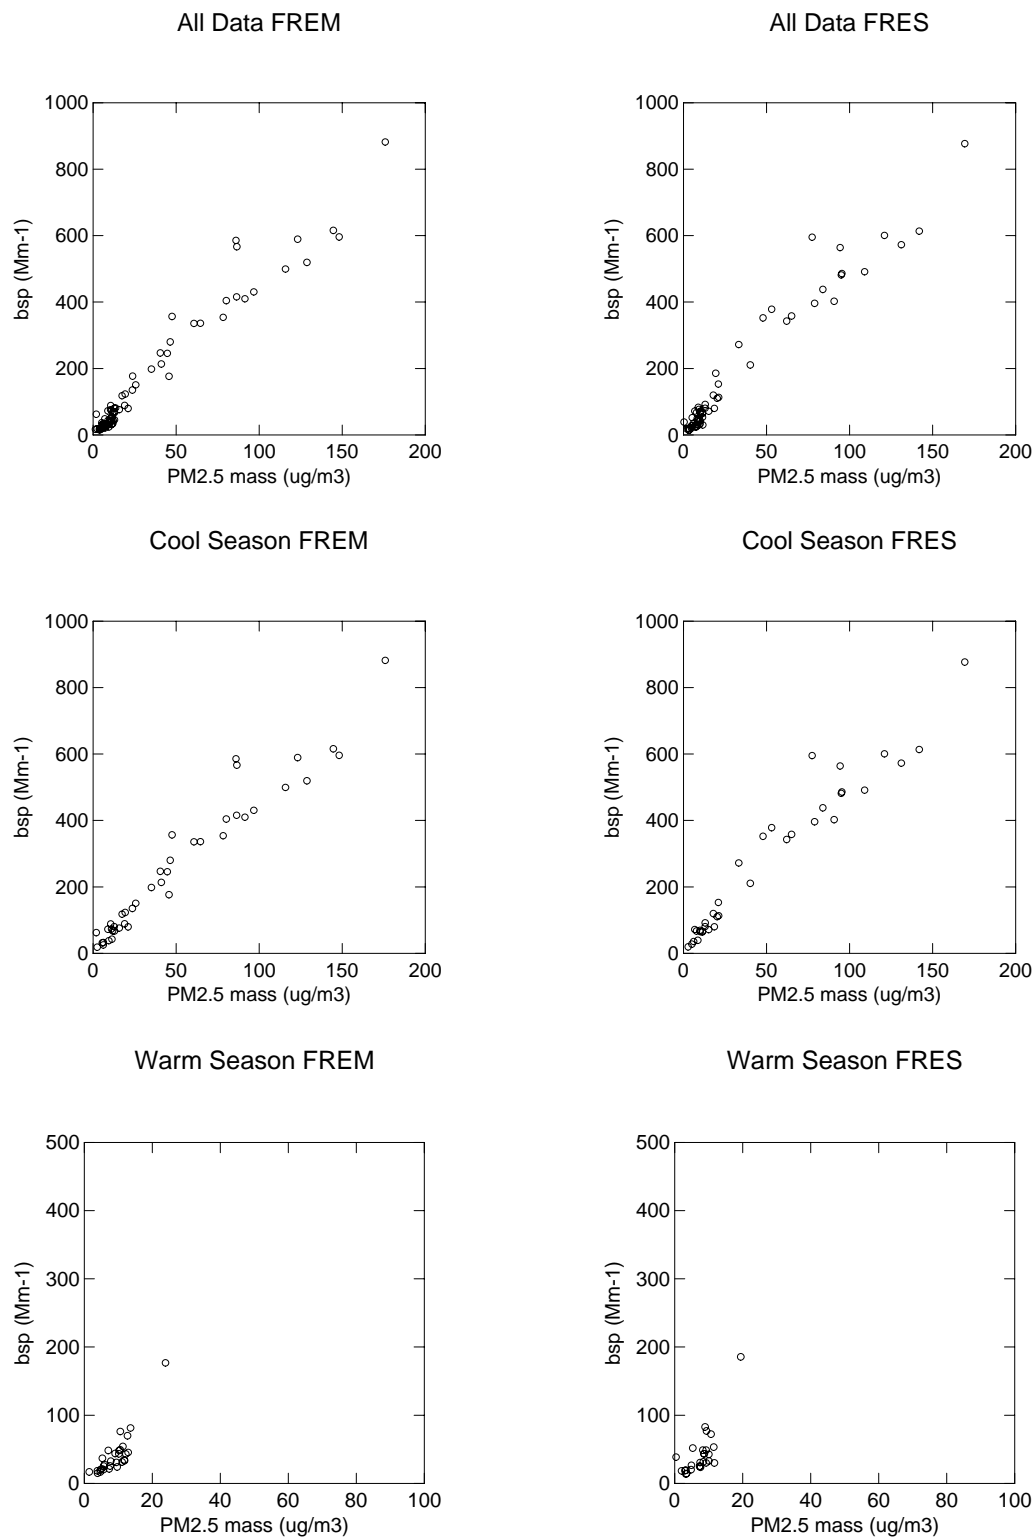 All Data FREM
All Data FRES
1000
800
600
400
200
0
bsp (Mm-1)
0 50 100 150 200
PM2.5 mass (ug/m3)
1000
800
600
400
200
0
bsp (Mm-1)
0 50 100 150 200
PM2.5 mass (ug/m3)
Cool Season FREM
Cool Season FRES
1000
800
600
400
200
0
bsp (Mm-1)
0 50 100 150 200
PM2.5 mass (ug/m3)
1000
800
600
400
200
0
bsp (Mm-1)
0 50 100 150 200
PM2.5 mass (ug/m3)
Warm Season FREM
Warm Season FRES
500
400
300
200
100
0
bsp (Mm-1)
0 20 40 60 80 100
PM2.5 mass (ug/m3)
500
400
300
200
100
0
bsp (Mm-1)
0 20 40 60 80 100
PM2.5 mass (ug/m3)